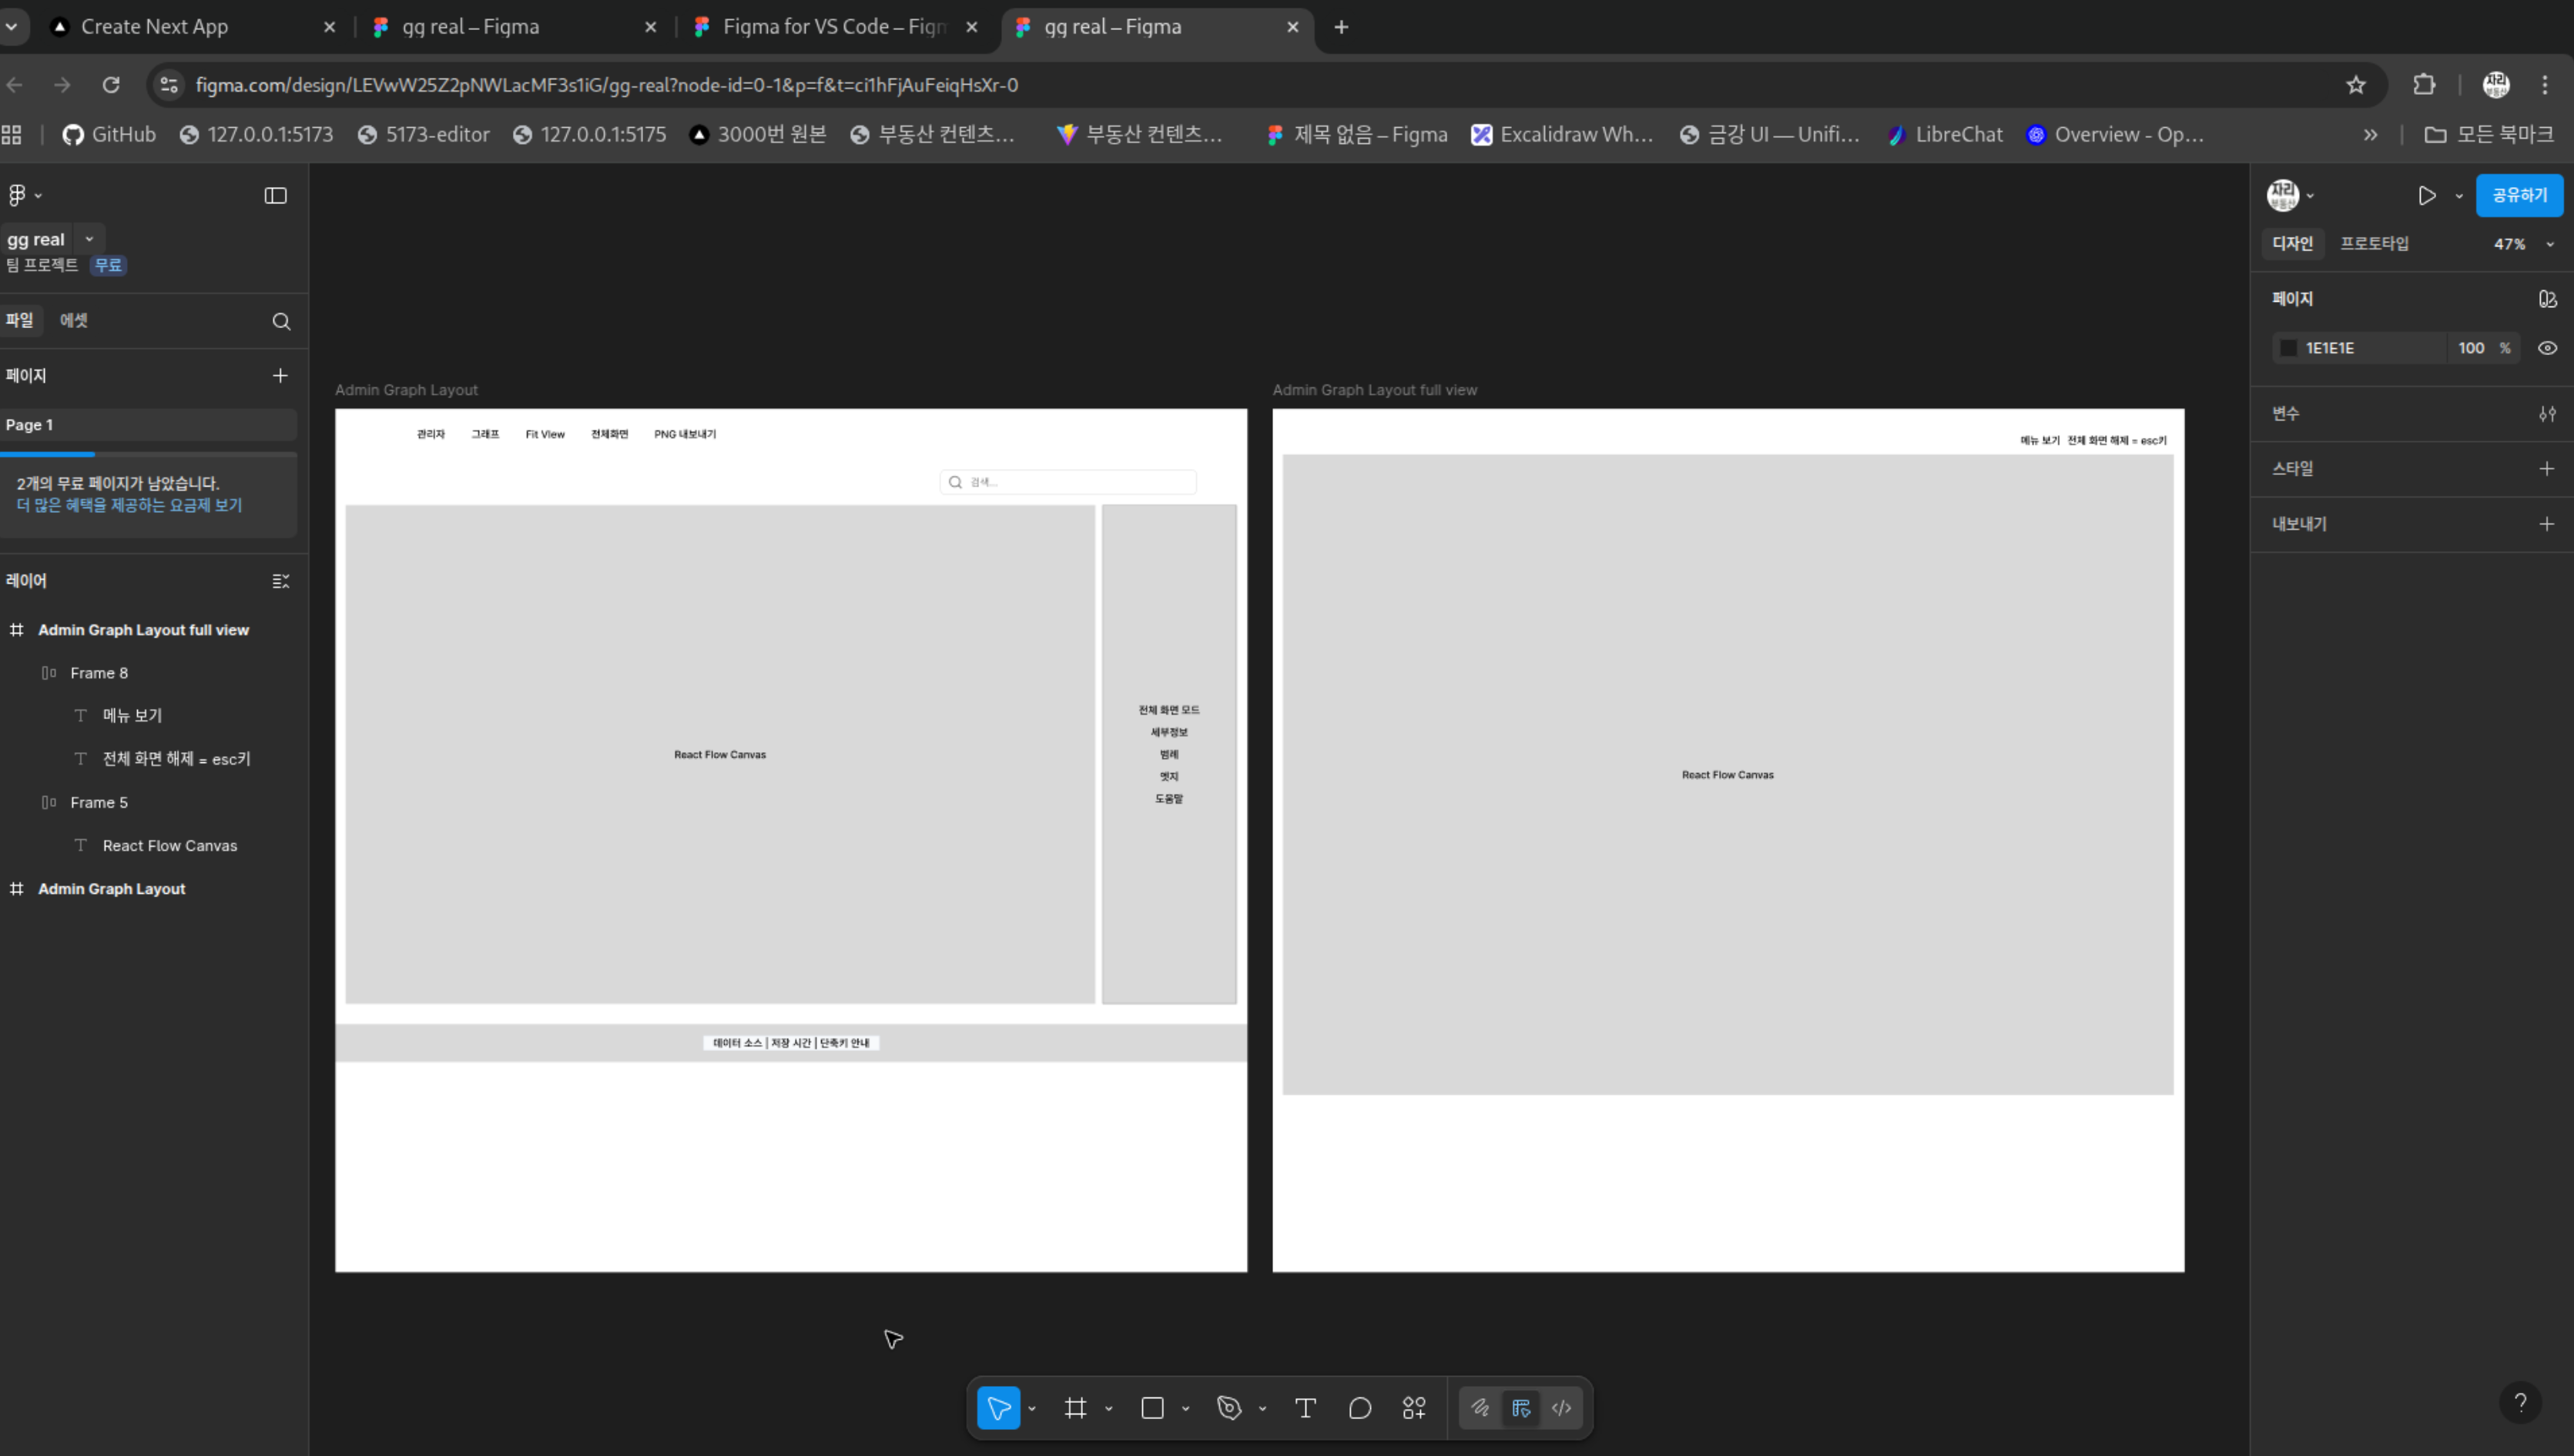 Create Next App
gg real – Figma
Figma for VS Code – Figm
gg real – Figma
figma.com/design/LEVwW25Z2pNWLacMF3s1iG/gg-real?node-id=0-1&p=f&t=ci1hFjAuFeiqHsXr-0
GitHub
127.0.0.1:5173
5173-editor
127.0.0.1:5175
3000번 원본
부동산 컨텐츠...
부동산 컨텐츠...
제목 없음 – Figma
Excalidraw Wh...
금강 UI — Unifi...
LibreChat
Overview - Op...
모든 북마크
gg real
팀 프로젝트 무료
파일 에셋
페이지
Page 1
2개의 무료 페이지가 남았습니다.
더 많은 혜택을 제공하는 요금제 보기
레이어
Admin Graph Layout full view
Frame 8
메뉴 보기
전체 화면 해제 = esc키
Frame 5
React Flow Canvas
Admin Graph Layout
Admin Graph Layout
관리자 그래프 Fit VIew 전체화면 PNG 내보내기
검색...
React Flow Canvas
전체 화면 모드
세부정보
범례
멧지
도움말
데이터 소스 | 저장 시간 | 단축키 안내
Admin Graph Layout full view
메뉴 보기 전체 화면 해제 = esc키
React Flow Canvas
자리
부동산
공유하기
디자인 프로토타입 47%
페이지
1E1E1E 100 %
변수
스타일
내보내기
?